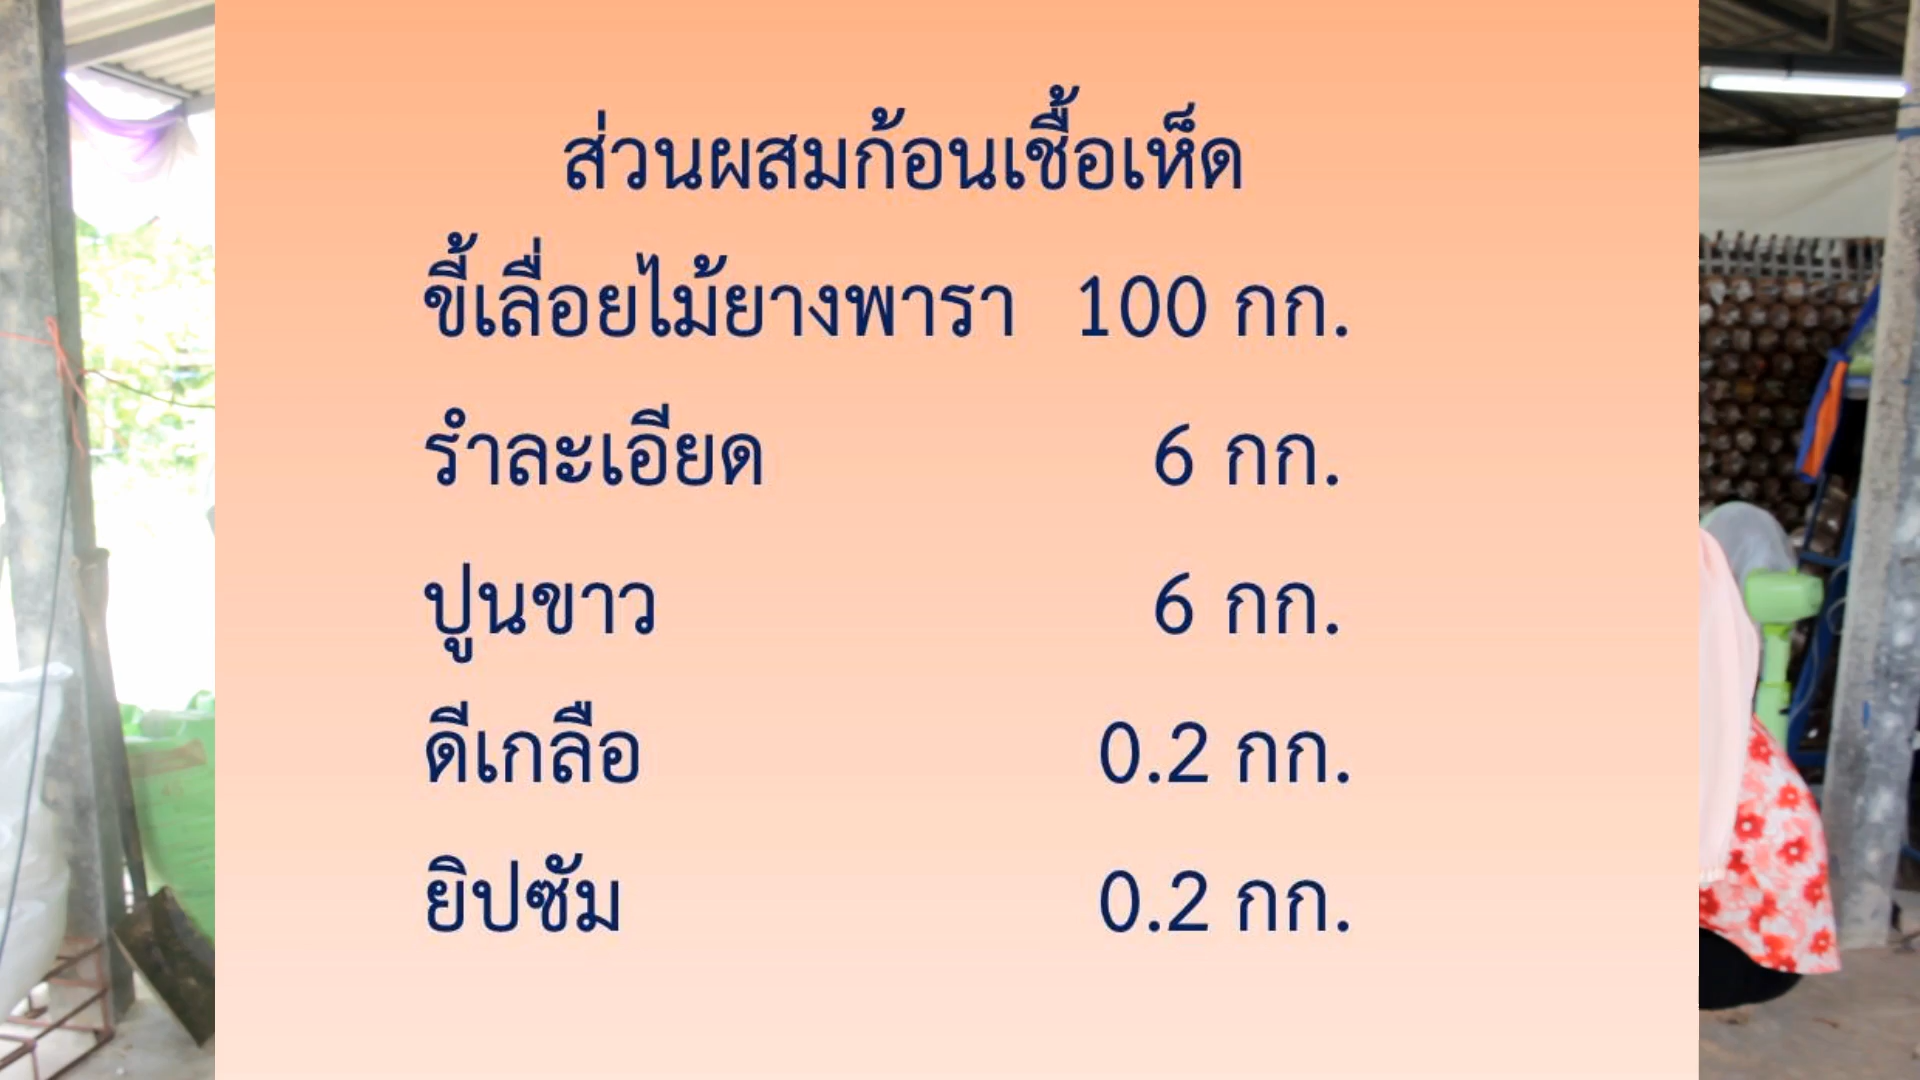 ส่วนผสมก้อนเชื้อเห็ด
ขี้เลื่อยไม้ยางพารา 100 กก.
รำละเอียด 6 กก.
ปูนขาว 6 กก.
ดีเกลือ 0.2 กก.
ยิปซัม 0.2 กก.